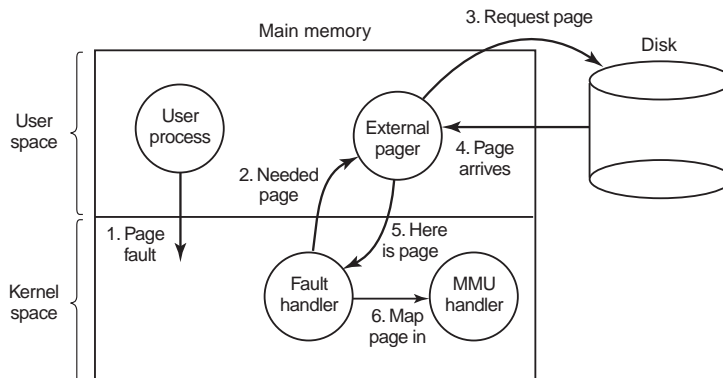 3. Request page
Main memory
Disk
User
space
User
process
External
pager
2. Needed
page
4. Page
arrives
1. Page
fault
5. Here
is page
Kernel
space
Fault
handler
MMU
handler
6. Map
page in